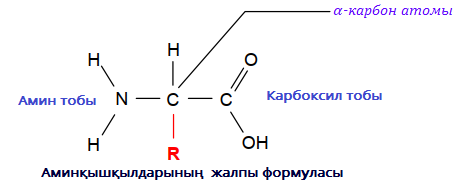 α-карбон атомы
H
H
O
Амин тобы
N
C
C
Карбоксил тобы
H
R
OH
Аминқышқылдарының жалпы формуласы